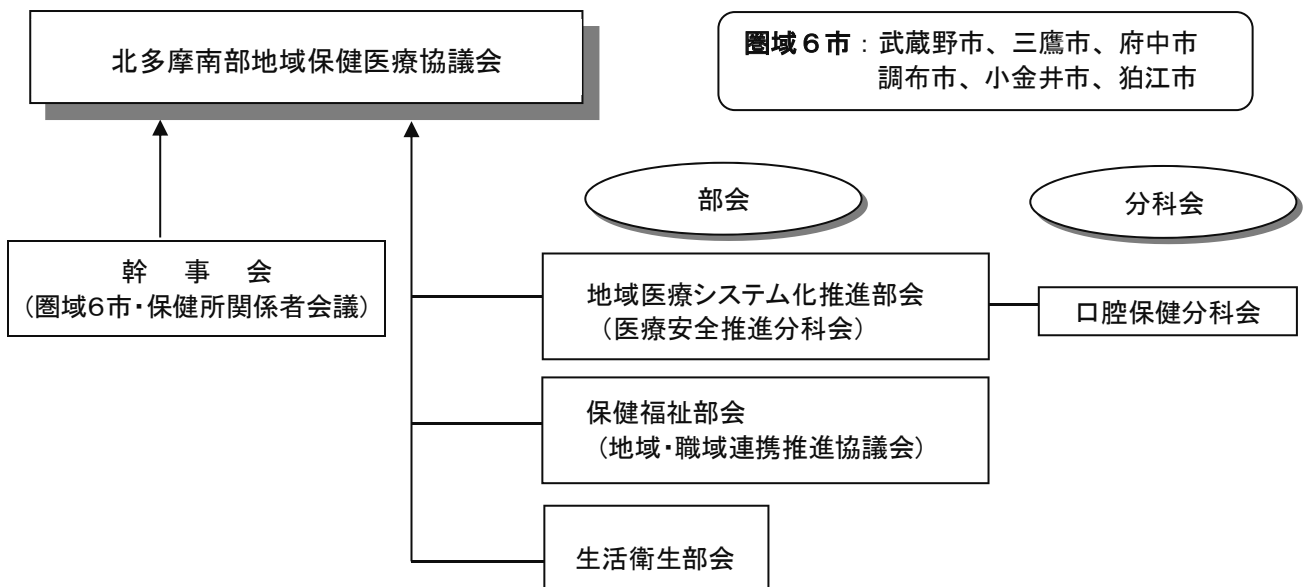 北多摩南部地域保健医療協議会
圏域6市：武蔵野市、三鷹市、府中市
調布市、小金井市、狛江市
部会
分科会
幹　事　会
(圏域6市・保健所関係者会議)
地域医療システム化推進部会
（医療安全推進分科会）
口腔保健分科会
保健福祉部会
（地域・職域連携推進協議会）
生活衛生部会